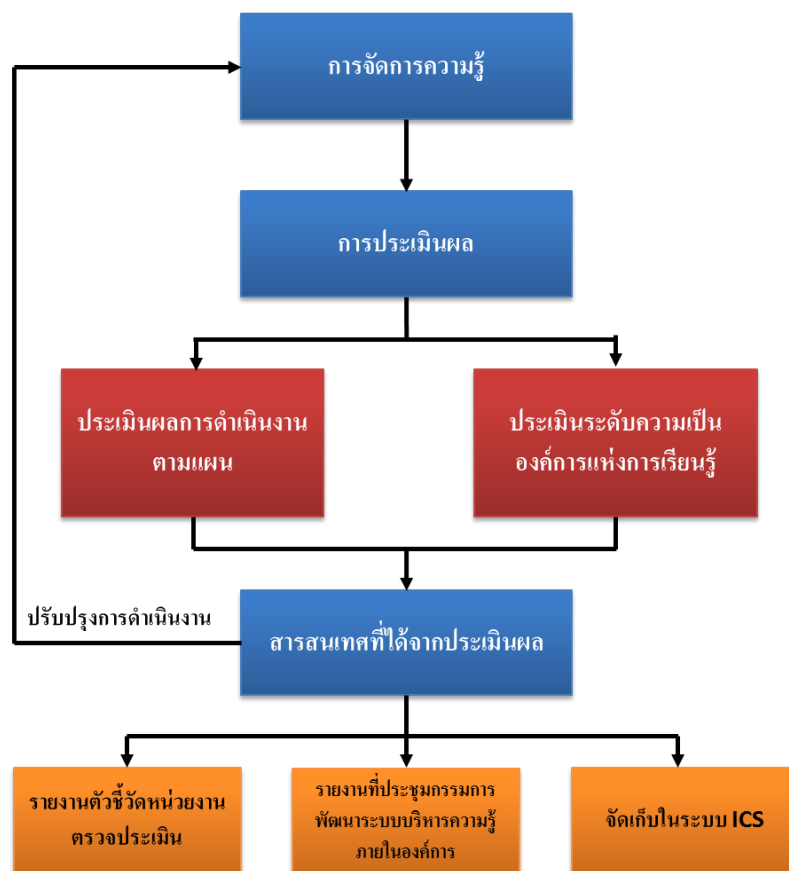 การจัดการความรู้
การประเมินผล
ประเมินผลการดำเนินงาน
ตามแผน
ประเมินระดับความเป็น
องค์การแห่งการเรียนรู้
ปรับปรุงการดำเนินงาน
สารสนเทศที่ได้จากประเมินผล
รายงานตัวชี้วัดหน่วยงาน
ตรวจประเมิน
รายงานที่ประชุมกรรมการ
พัฒนาระบบบริหารความรู้
ภายในองค์การ
จัดเก็บในระบบ ICS